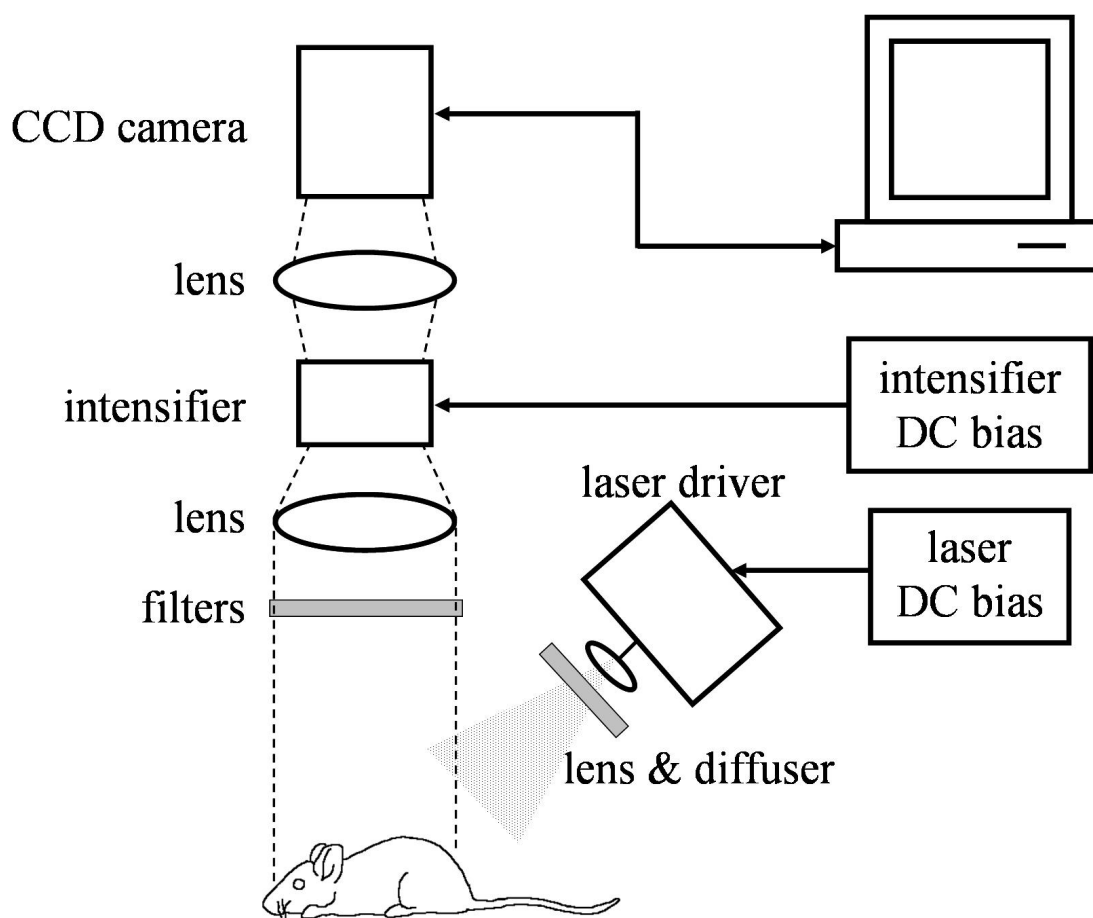 CCD camera
lens
intensifier
intensifier
DC bias
laser driver
lens
laser
DC bias
filters
lens & diffuser